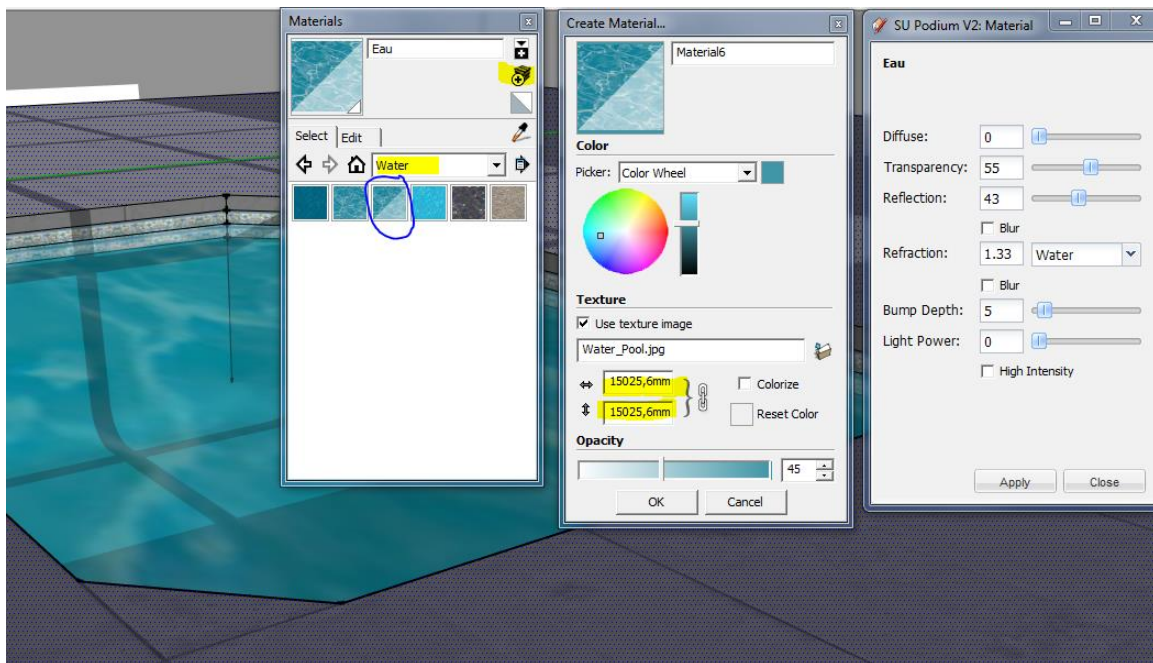 Materials
Eau
Select
Edit
Water
Create Material...
Material6
Color
Picker: Color Wheel
Texture
Use texture image
Water_Pool.jpg
15025,6mm
Colorize
15025,6mm
Reset Color
Opacity
45
OK
Cancel
SU Podium V2: Material
Eau
Diffuse: 0
Transparency: 55
Reflection: 43
Blur
Refraction: 1.33 Water
Blur
Bump Depth: 5
Light Power: 0
High Intensity
Apply
Close